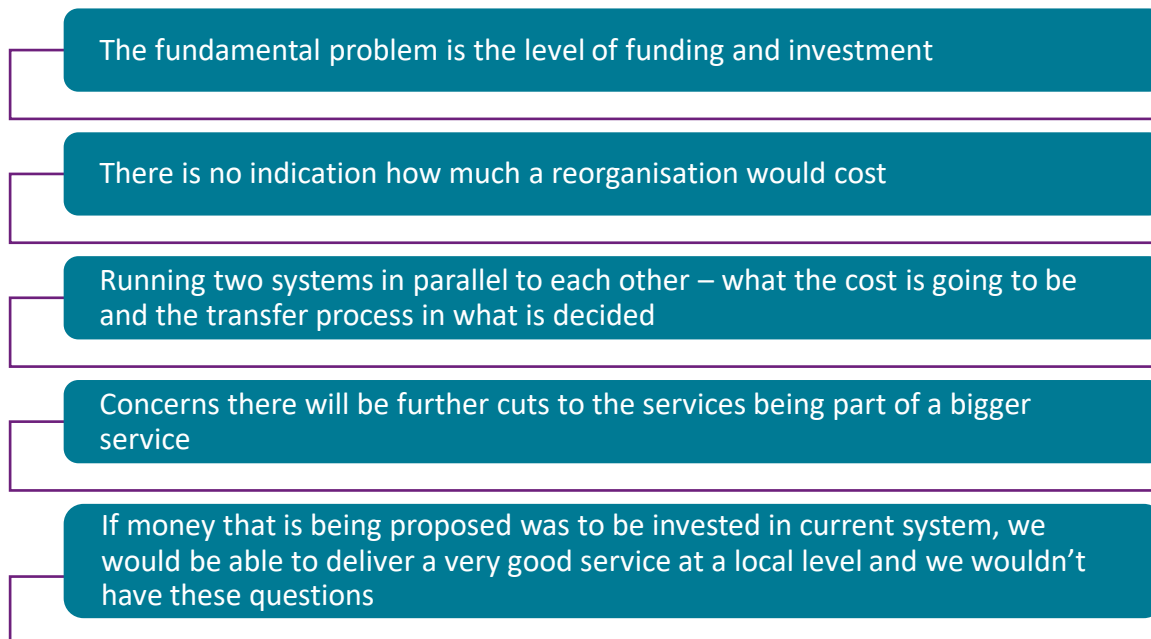 The fundamental problem is the level of funding and investment
There is no indication how much a reorganisation would cost
Running two systems in parallel to each other – what the cost is going to be
and the transfer process in what is decided
Concerns there will be further cuts to the services being part of a bigger
service
If money that is being proposed was to be invested in current system, we
would be able to deliver a very good service at a local level and we wouldn’t
have these questions